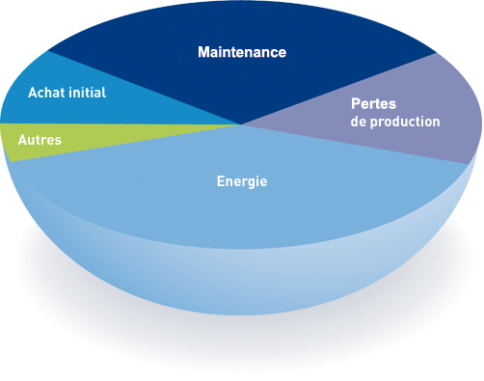 Maintenance
Achat initial
Pertes
de production
Autres
Energie